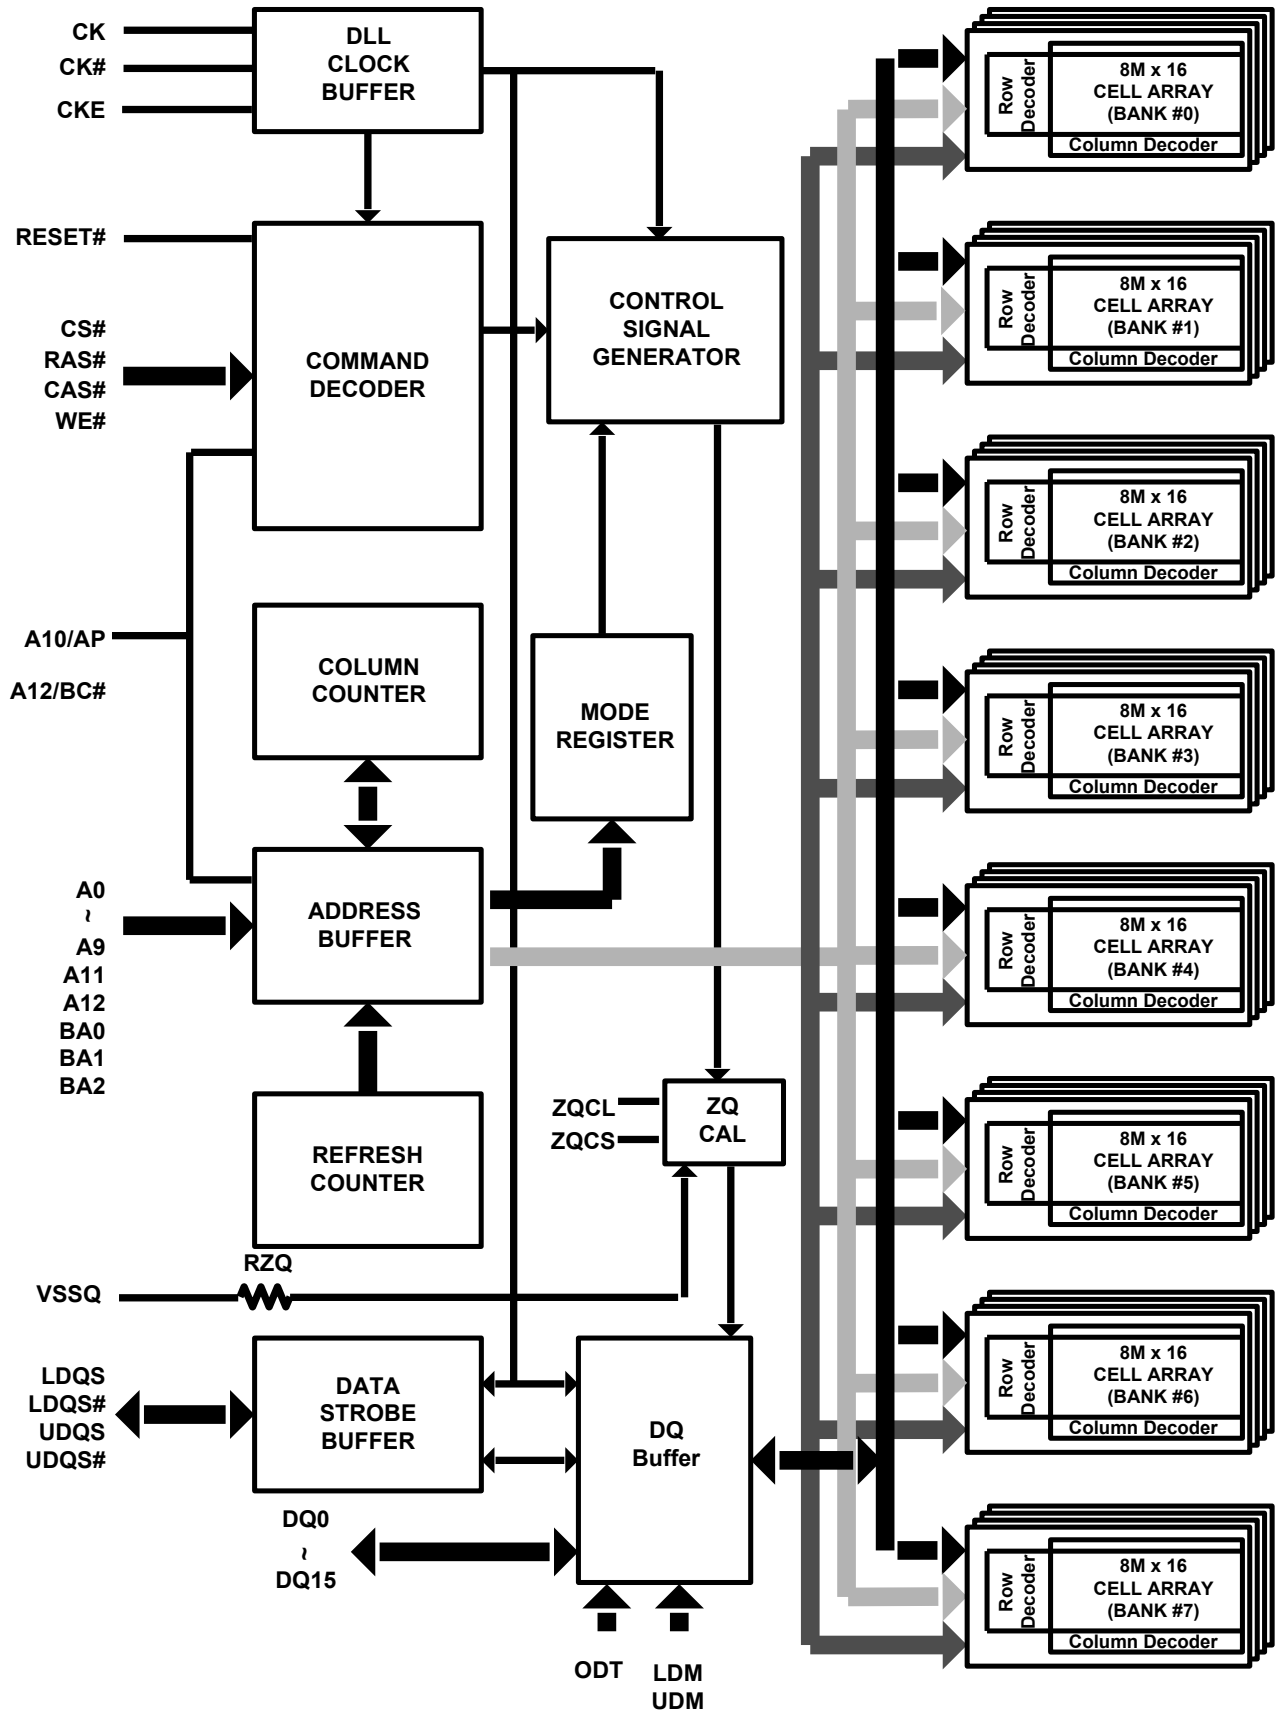 CK
CK#
CKE
DLL
CLOCK
BUFFER
RESET#
CS#
RAS#
CAS#
WE#
COMMAND
DECODER
CONTROL
SIGNAL
GENERATOR
A10/AP
A12/BC#
COLUMN
COUNTER
MODE
REGISTER
A0
~
A9
A11
A12
BA0
BA1
BA2
ADDRESS
BUFFER
REFRESH
COUNTER
ZQCL
ZQCS
ZQ
CAL
RZQ
VSSQ
LDQS
LDQS#
UDQS
UDQS#
DATA
STROBE
BUFFER
DQ
Buffer
DQ0
~
DQ15
ODT
LDM
UDM
Row
Decoder
8M x 16
CELL ARRAY
(BANK #0)
Column Decoder
Row
Decoder
8M x 16
CELL ARRAY
(BANK #1)
Column Decoder
Row
Decoder
8M x 16
CELL ARRAY
(BANK #2)
Column Decoder
Row
Decoder
8M x 16
CELL ARRAY
(BANK #3)
Column Decoder
Row
Decoder
8M x 16
CELL ARRAY
(BANK #4)
Column Decoder
Row
Decoder
8M x 16
CELL ARRAY
(BANK #5)
Column Decoder
Row
Decoder
8M x 16
CELL ARRAY
(BANK #6)
Column Decoder
Row
Decoder
8M x 16
CELL ARRAY
(BANK #7)
Column Decoder